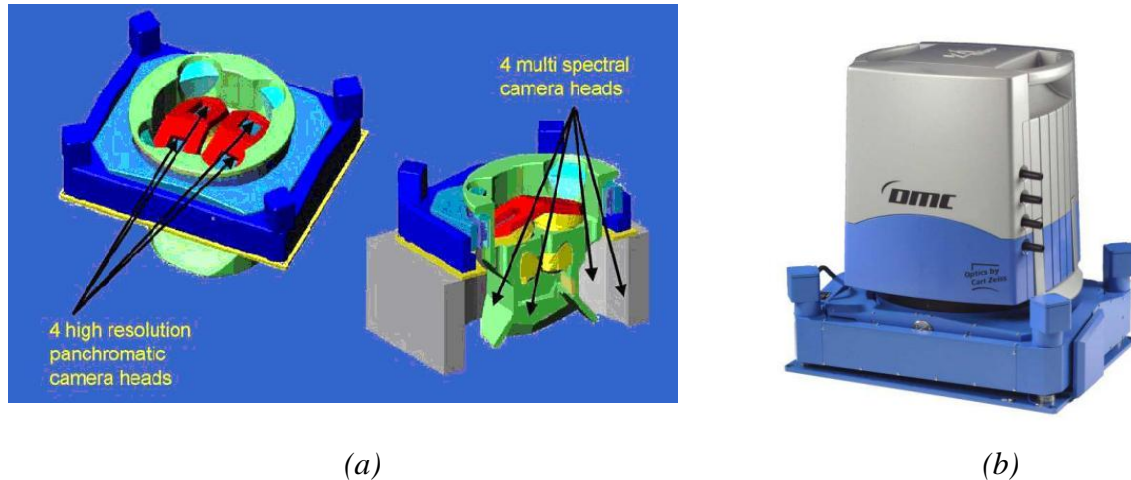 4 multi spectral
camera heads
4 high resolution
panchromatic
camera heads
DMC
Optics by
Carl Zeiss
(a)
(b)